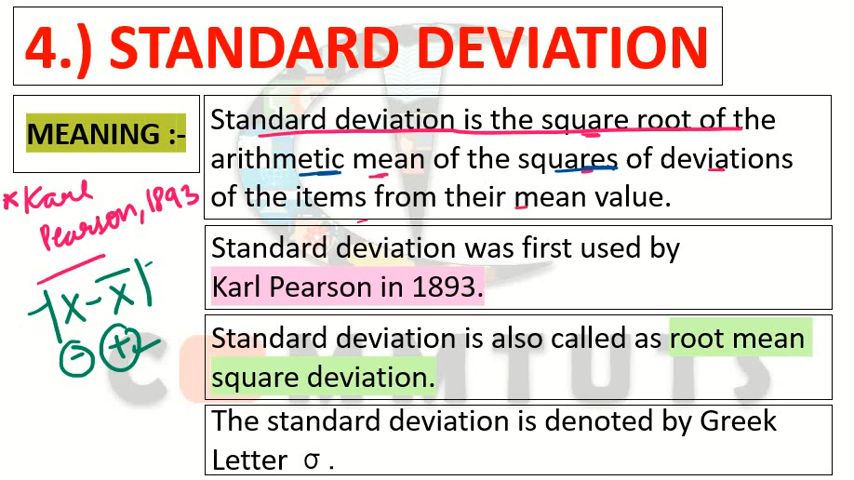 4.) STANDARD DEVIATION
MEANING :-
Standard deviation is the square root of the
arithmetic mean of the squares of deviations
of the items from their mean value.
*Karl
Pearson, 1893
Standard deviation was first used by
Karl Pearson in 1893.
|x - x̄|
- +
Standard deviation is also called as root mean
square deviation.
The standard deviation is denoted by Greek
Letter σ .
COMMTUTS